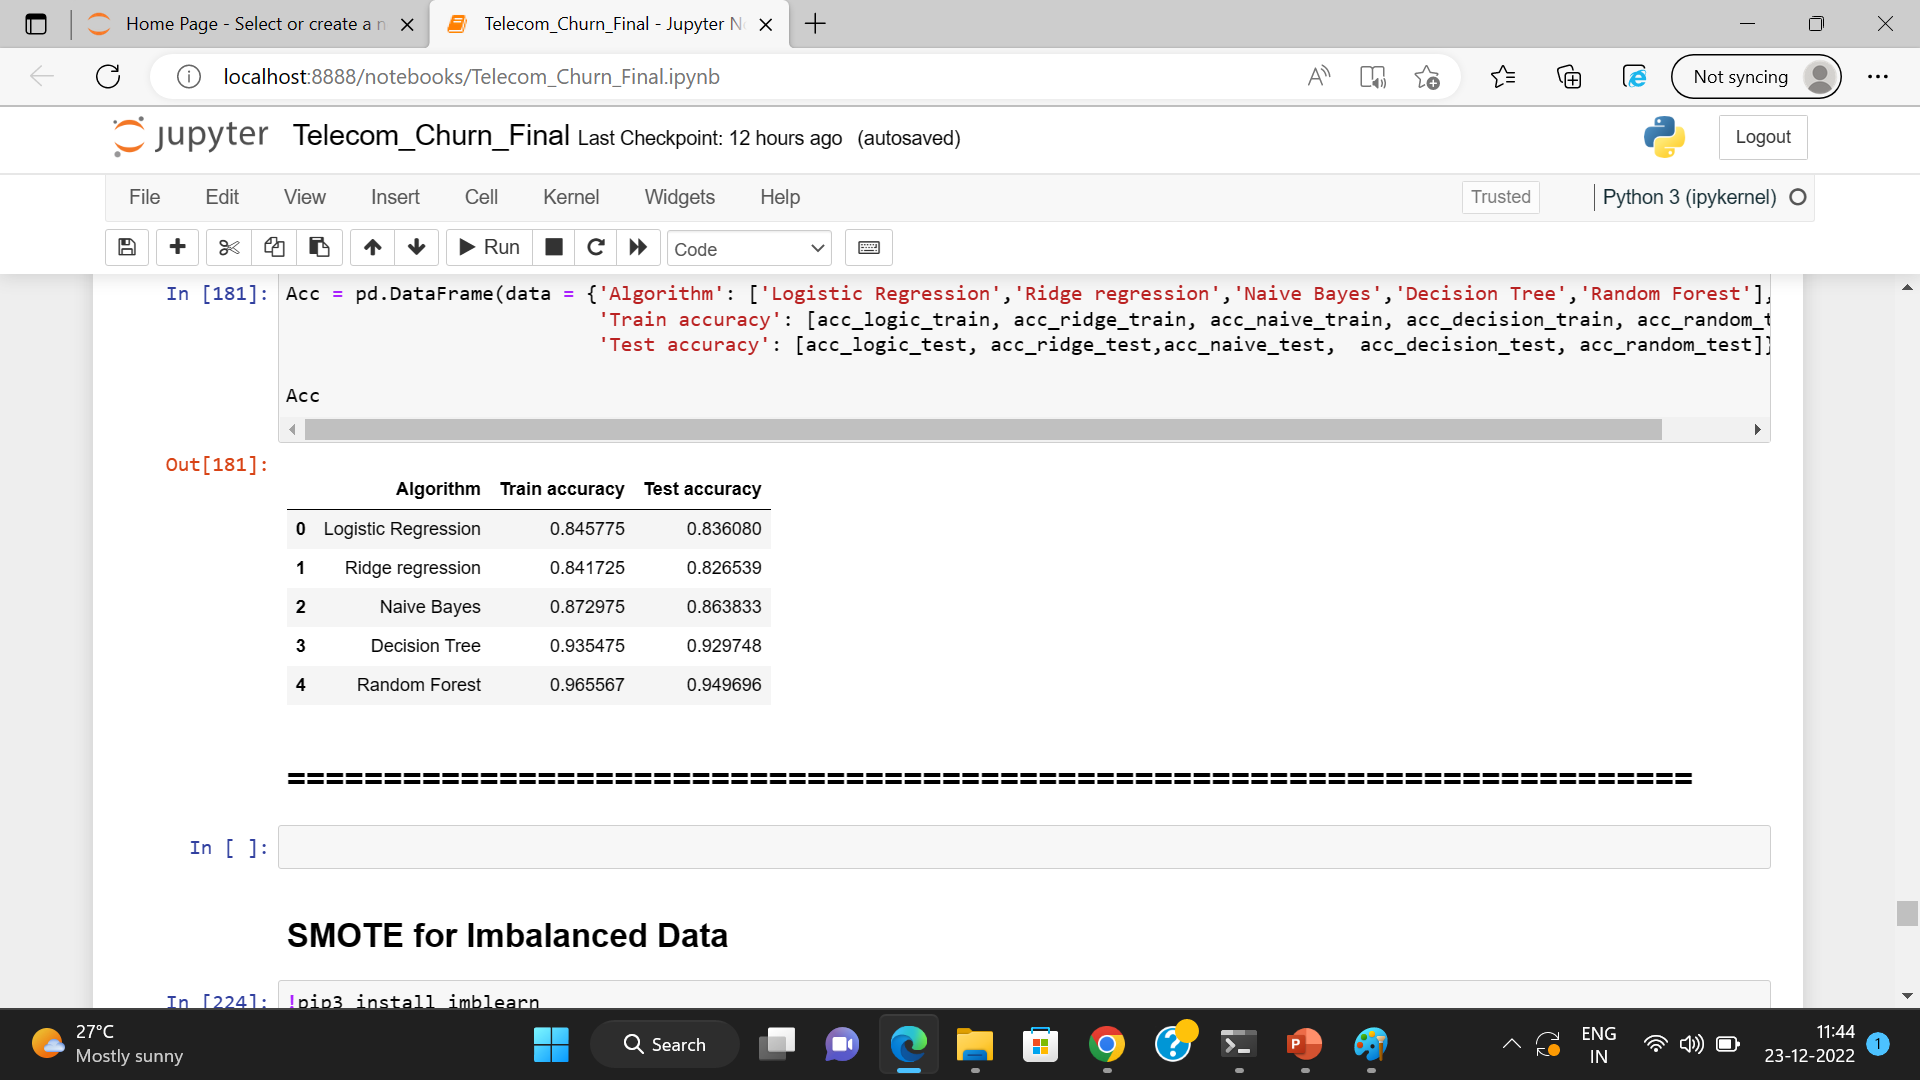 Home Page - Select or create a n
Telecom_Churn_Final - Jupyter N
localhost:8888/notebooks/Telecom_Churn_Final.ipynb
Not syncing
jupyter Telecom_Churn_Final Last Checkpoint: 12 hours ago (autosaved)
Logout
File Edit View Insert Cell Kernel Widgets Help
Trusted
Python 3 (ipykernel)
Run
Code
In [181]: Acc = pd.DataFrame(data = {'Algorithm': ['Logistic Regression','Ridge regression','Naive Bayes','Decision Tree','Random Forest'],
'Train accuracy': [acc_logic_train, acc_ridge_train, acc_naive_train, acc_decision_train, acc_random_t
'Test accuracy': [acc_logic_test, acc_ridge_test,acc_naive_test,  acc_decision_test, acc_random_test]}
Acc
Out[181]:
Algorithm Train accuracy Test accuracy
0 Logistic Regression 0.845775 0.836080
1 Ridge regression 0.841725 0.826539
2 Naive Bayes 0.872975 0.863833
3 Decision Tree 0.935475 0.929748
4 Random Forest 0.965567 0.949696
=========================================================================
In [ ]:
SMOTE for Imbalanced Data
In [224]: !pip3 install imblearn
27°C
Mostly sunny
Search
ENG
IN
11:44
23-12-2022
1